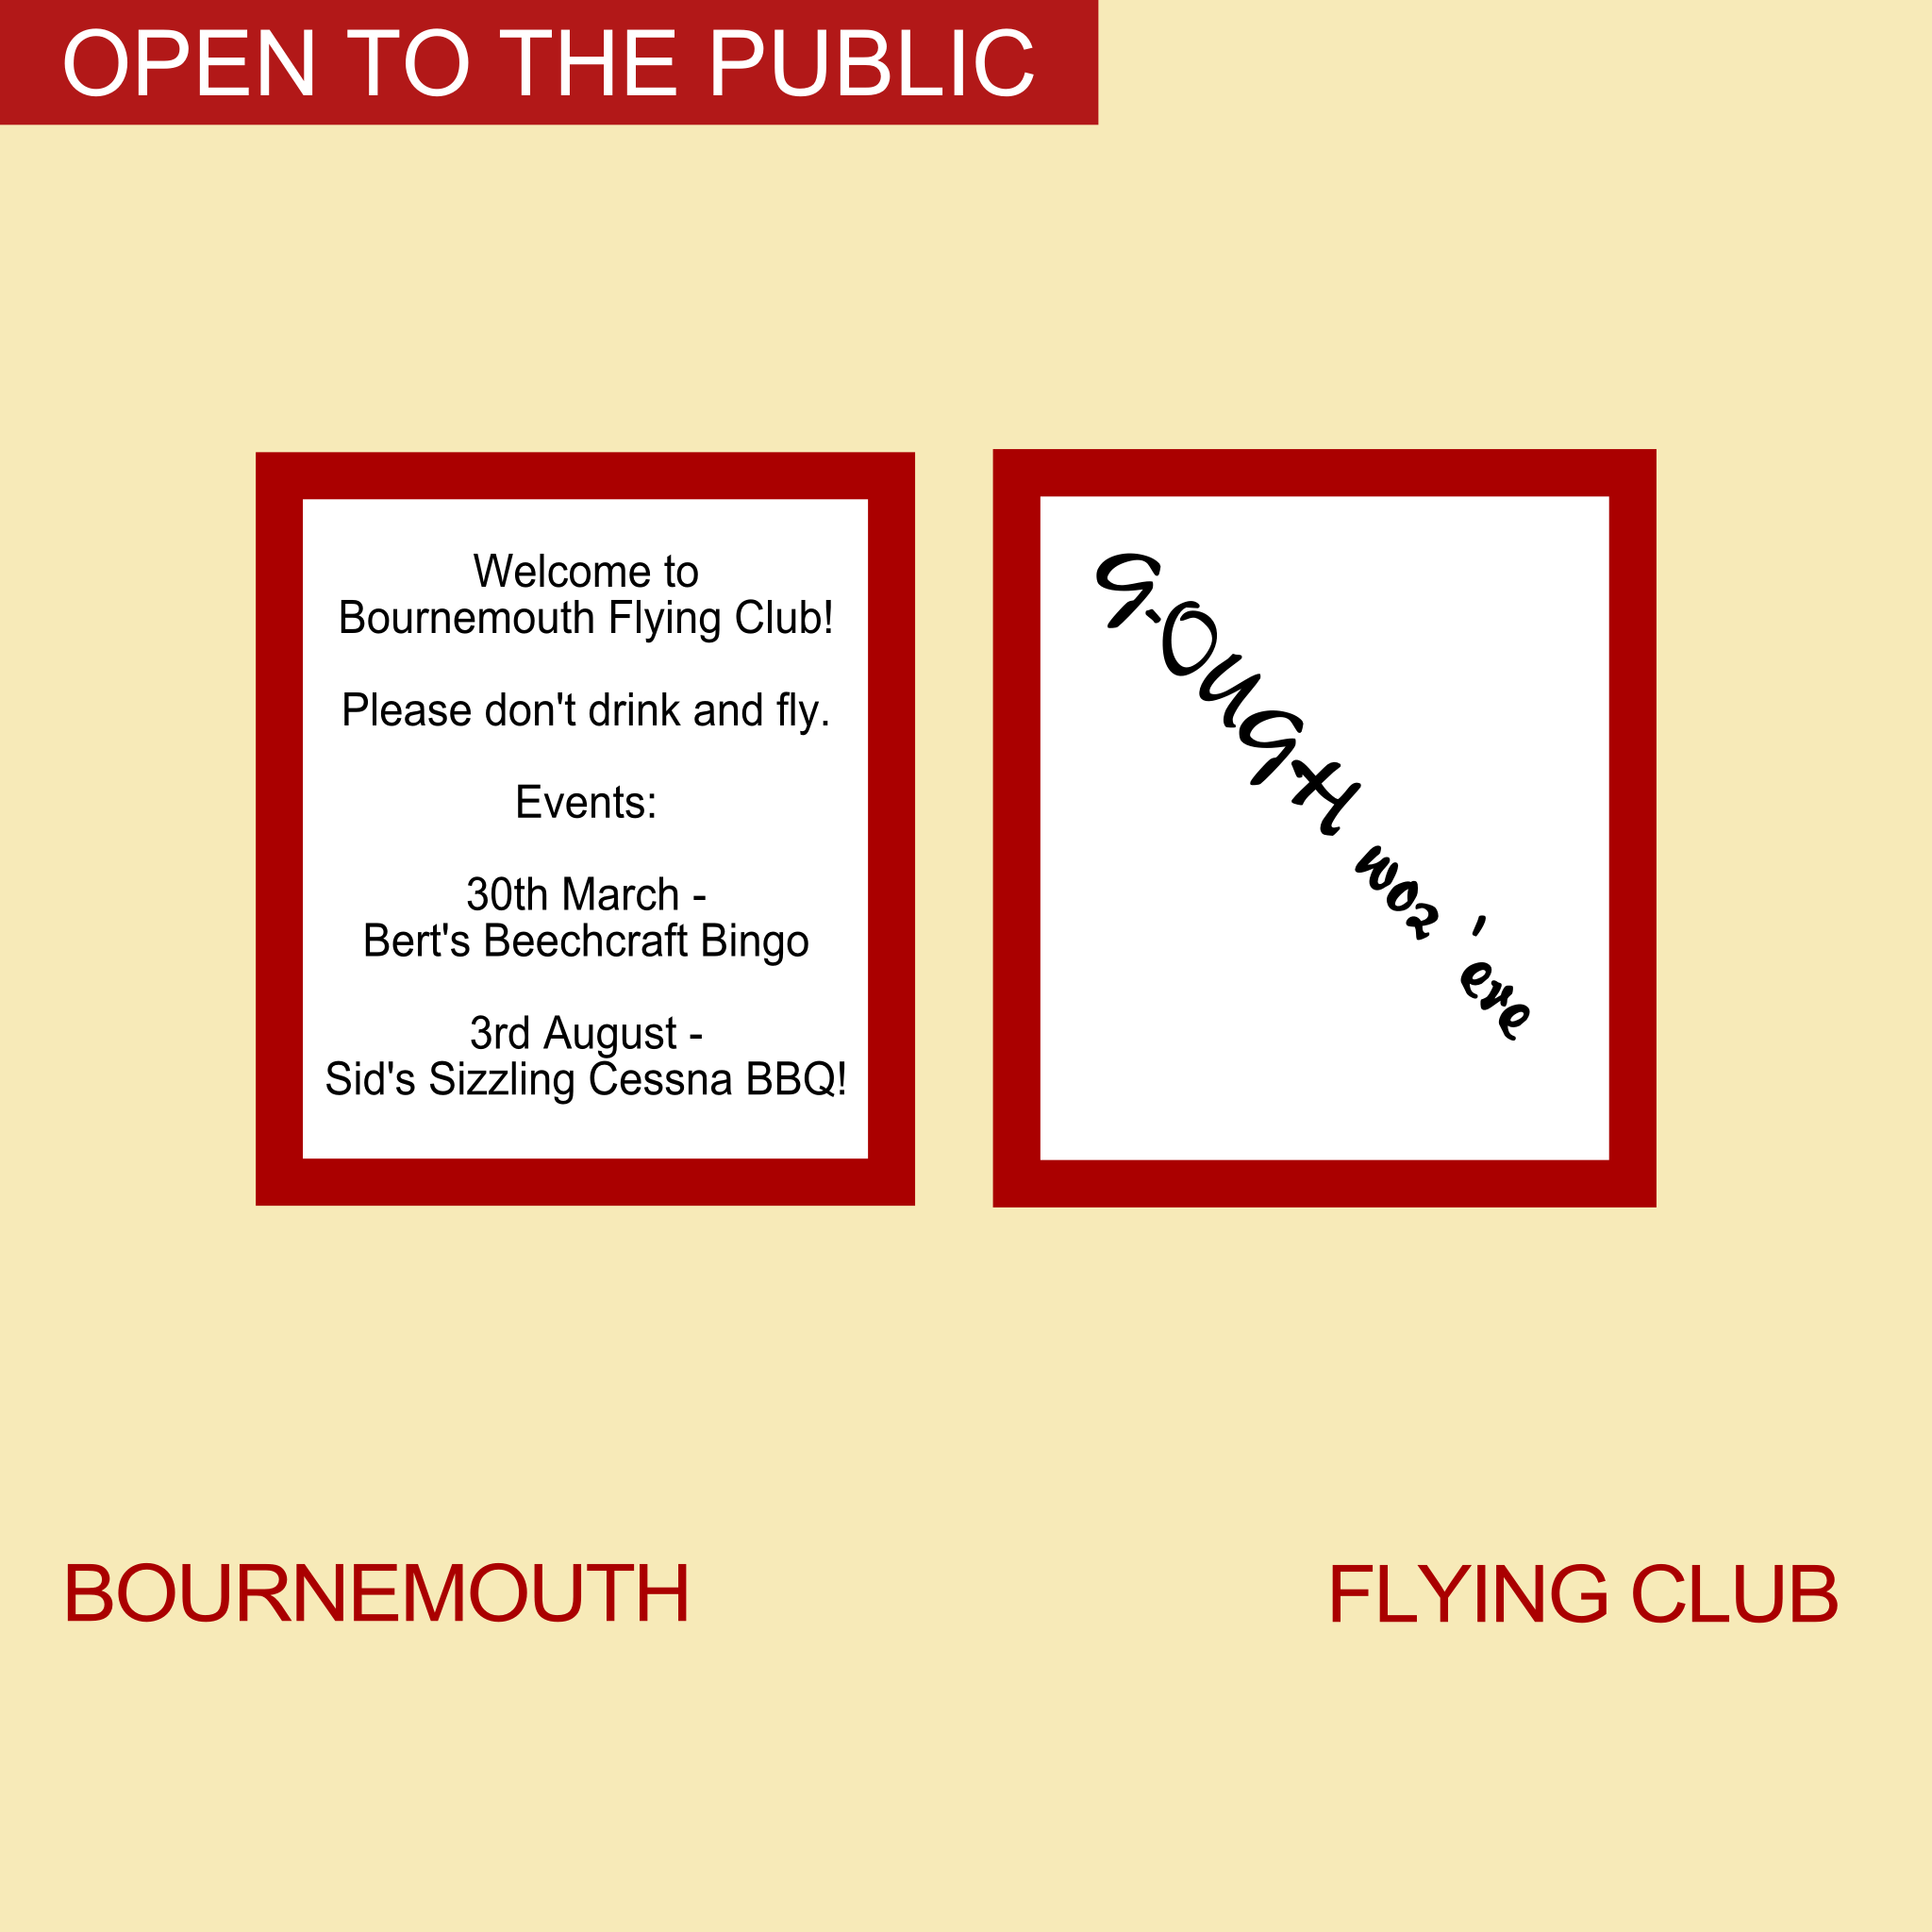 OPEN TO THE PUBLIC
Welcome to
Bournemouth Flying Club!
Please don't drink and fly.
Events:
30th March -
Bert's Beechcraft Bingo
3rd August -
Sid's Sizzling Cessna BBQ!
GOUGH woz 'ere
BOURNEMOUTH
FLYING CLUB